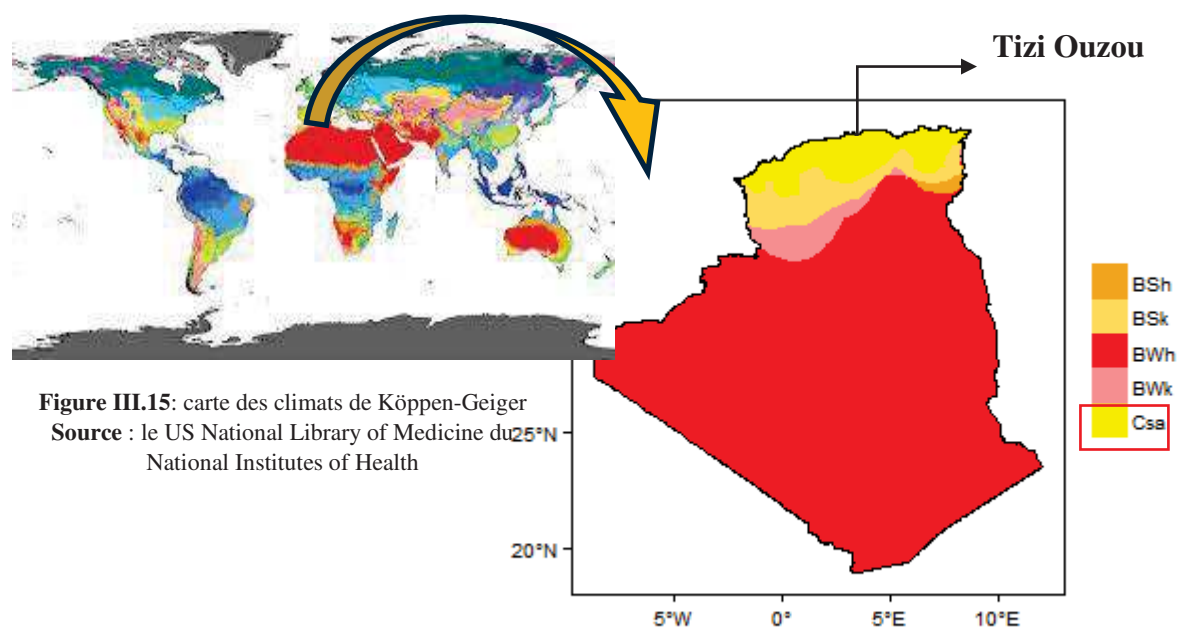 Tizi Ouzou
BSh
BSk
BWh
BWk
Csa
Figure III.15: carte des climats de Köppen-Geiger
Source : le US National Library of Medicine du
National Institutes of Health
25°N
20°N
5°W
0°
5°E
10°E